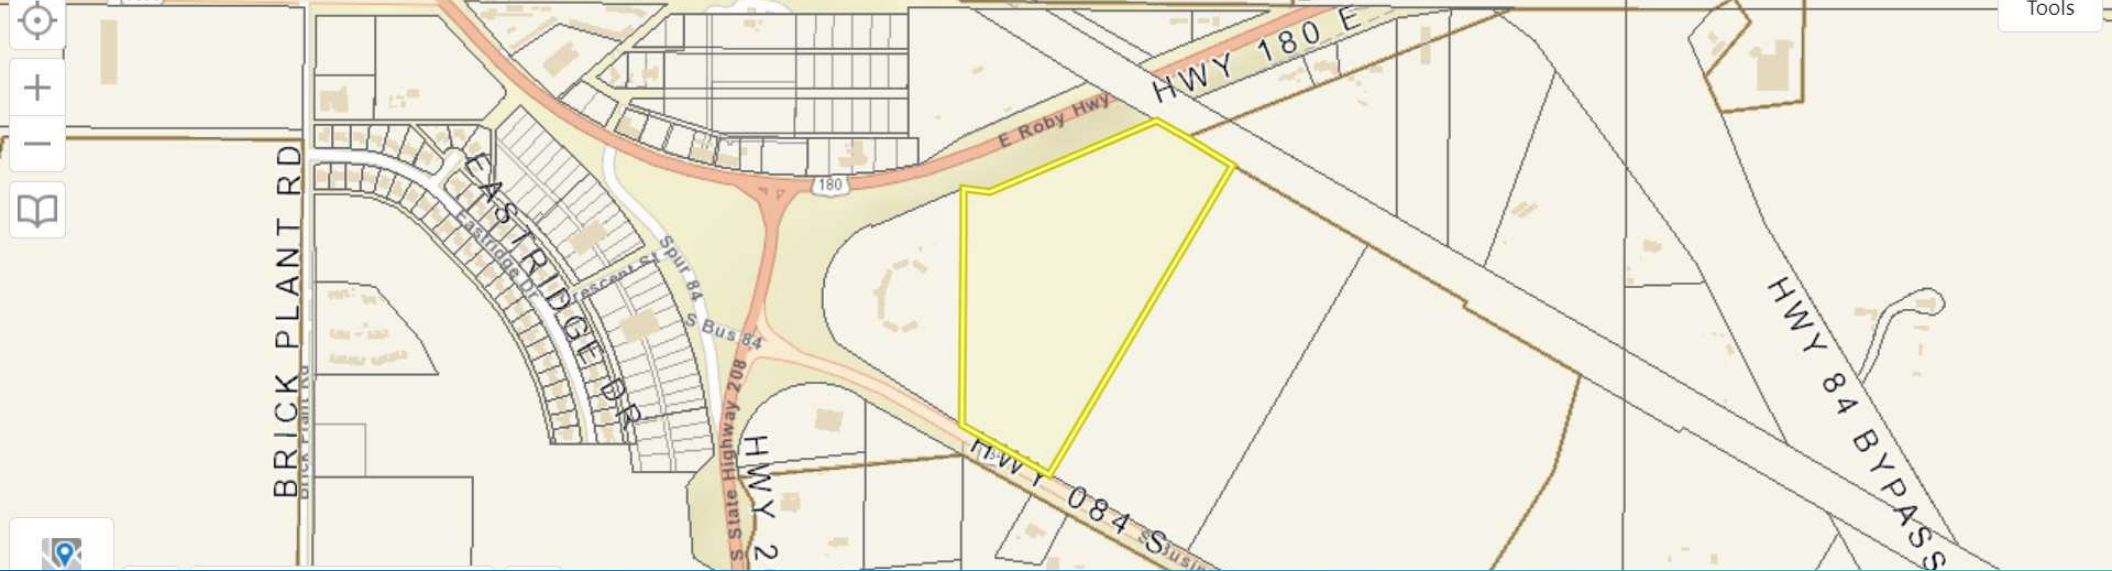 Tools
HWY 180 E
E Roby Hwy
180
BRICK PLANT RD
Brick Plant Rd
EASTRIDGE DR
Eastridge Dr
Crescent St
Spur 84
S Bus 84
S State Highway 208
HWY 2
HWY 084 S
HWY 84 BYPASS